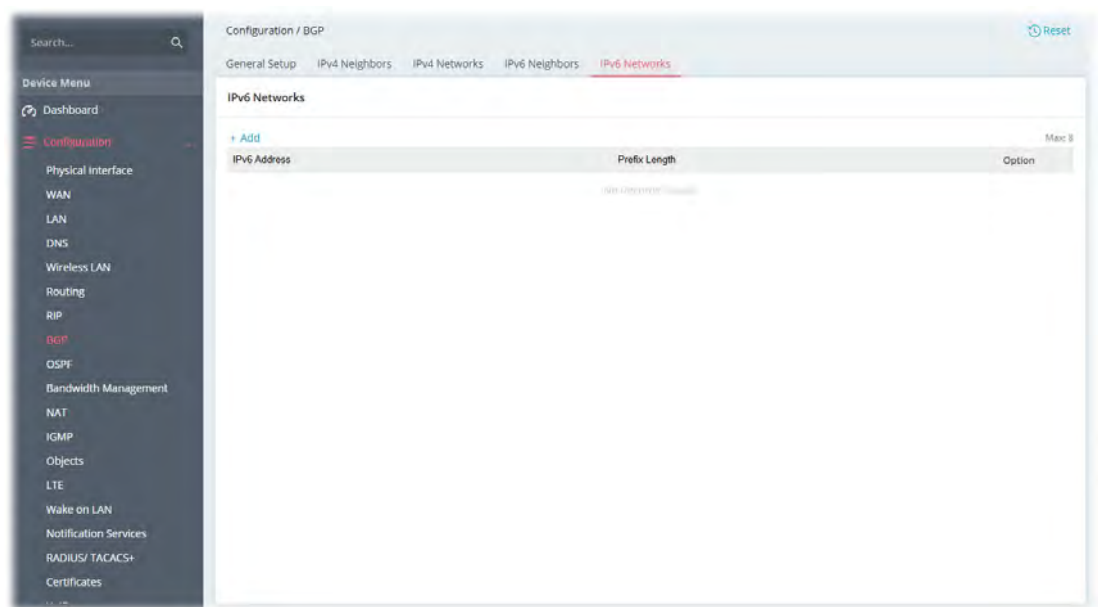 Search...
Configuration / BGP
Reset
General Setup IPv4 Neighbors IPv4 Networks IPv6 Neighbors IPv6 Networks
Device Menu
IPv6 Networks
Dashboard
Configuration
+ Add
Max: 8
IPv6 Address Prefix Length Option
Physical Interface
WAN
LAN
DNS
Wireless LAN
Routing
RIP
BGP
OSPF
Bandwidth Management
NAT
IGMP
Objects
LTE
Wake on LAN
Notification Services
RADIUS/ TACACS+
Certificates